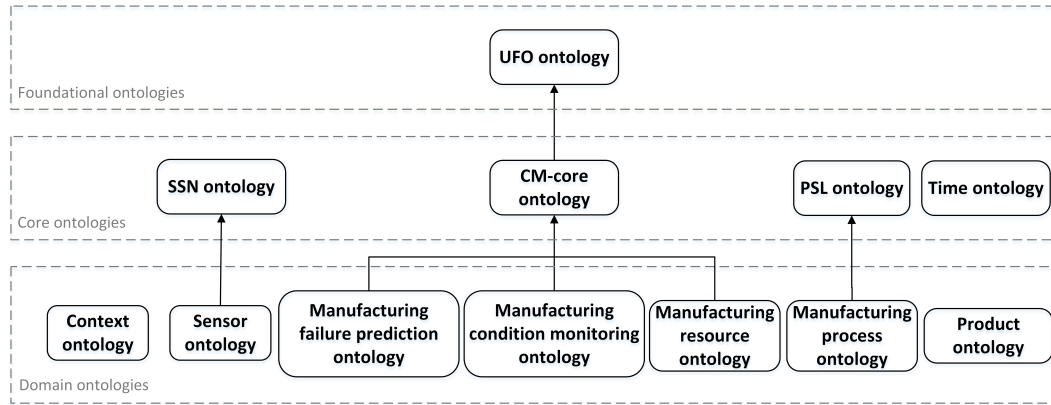 UFO ontology
Foundational ontologies
SSN ontology
CM-core
ontology
PSL ontology
Time ontology
Core ontologies
Context
ontology
Sensor
ontology
Manufacturing
failure prediction
ontology
Manufacturing
condition monitoring
ontology
Manufacturing
resource
ontology
Manufacturing
process
ontology
Product
ontology
Domain ontologies